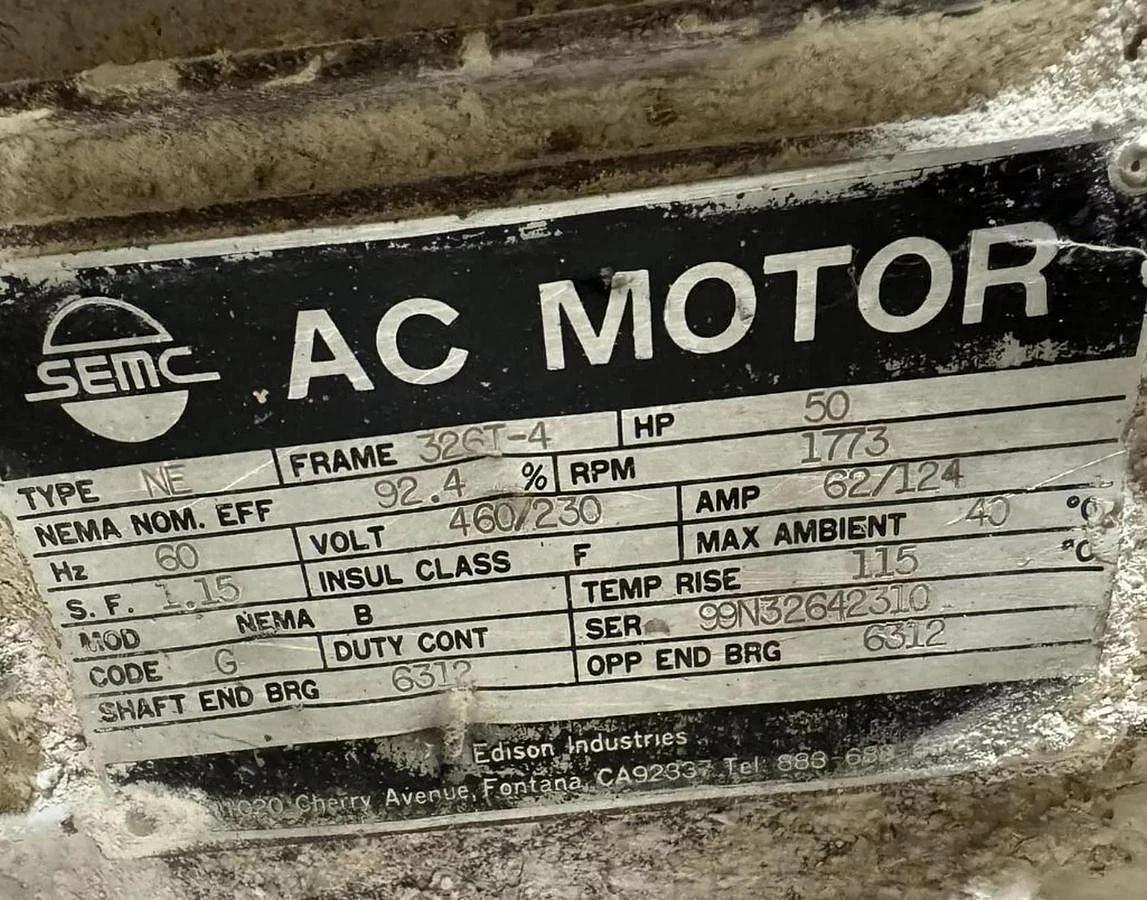 SEMC AC MOTOR
TYPE NE FRAME 326T-4 HP 50
NEMA NOM. EFF 92.4 % RPM 1773
Hz 60 VOLT 460/230 AMP 62/124
S. F. 1.15 INSUL CLASS F MAX AMBIENT 40 °C
MOD NEMA B TEMP RISE 115 °C
CODE G DUTY CONT SER 99N32642310
SHAFT END BRG 6312 OPP END BRG 6312
Edison Industries
Cherry Avenue, Fontana, CA92337 Tel